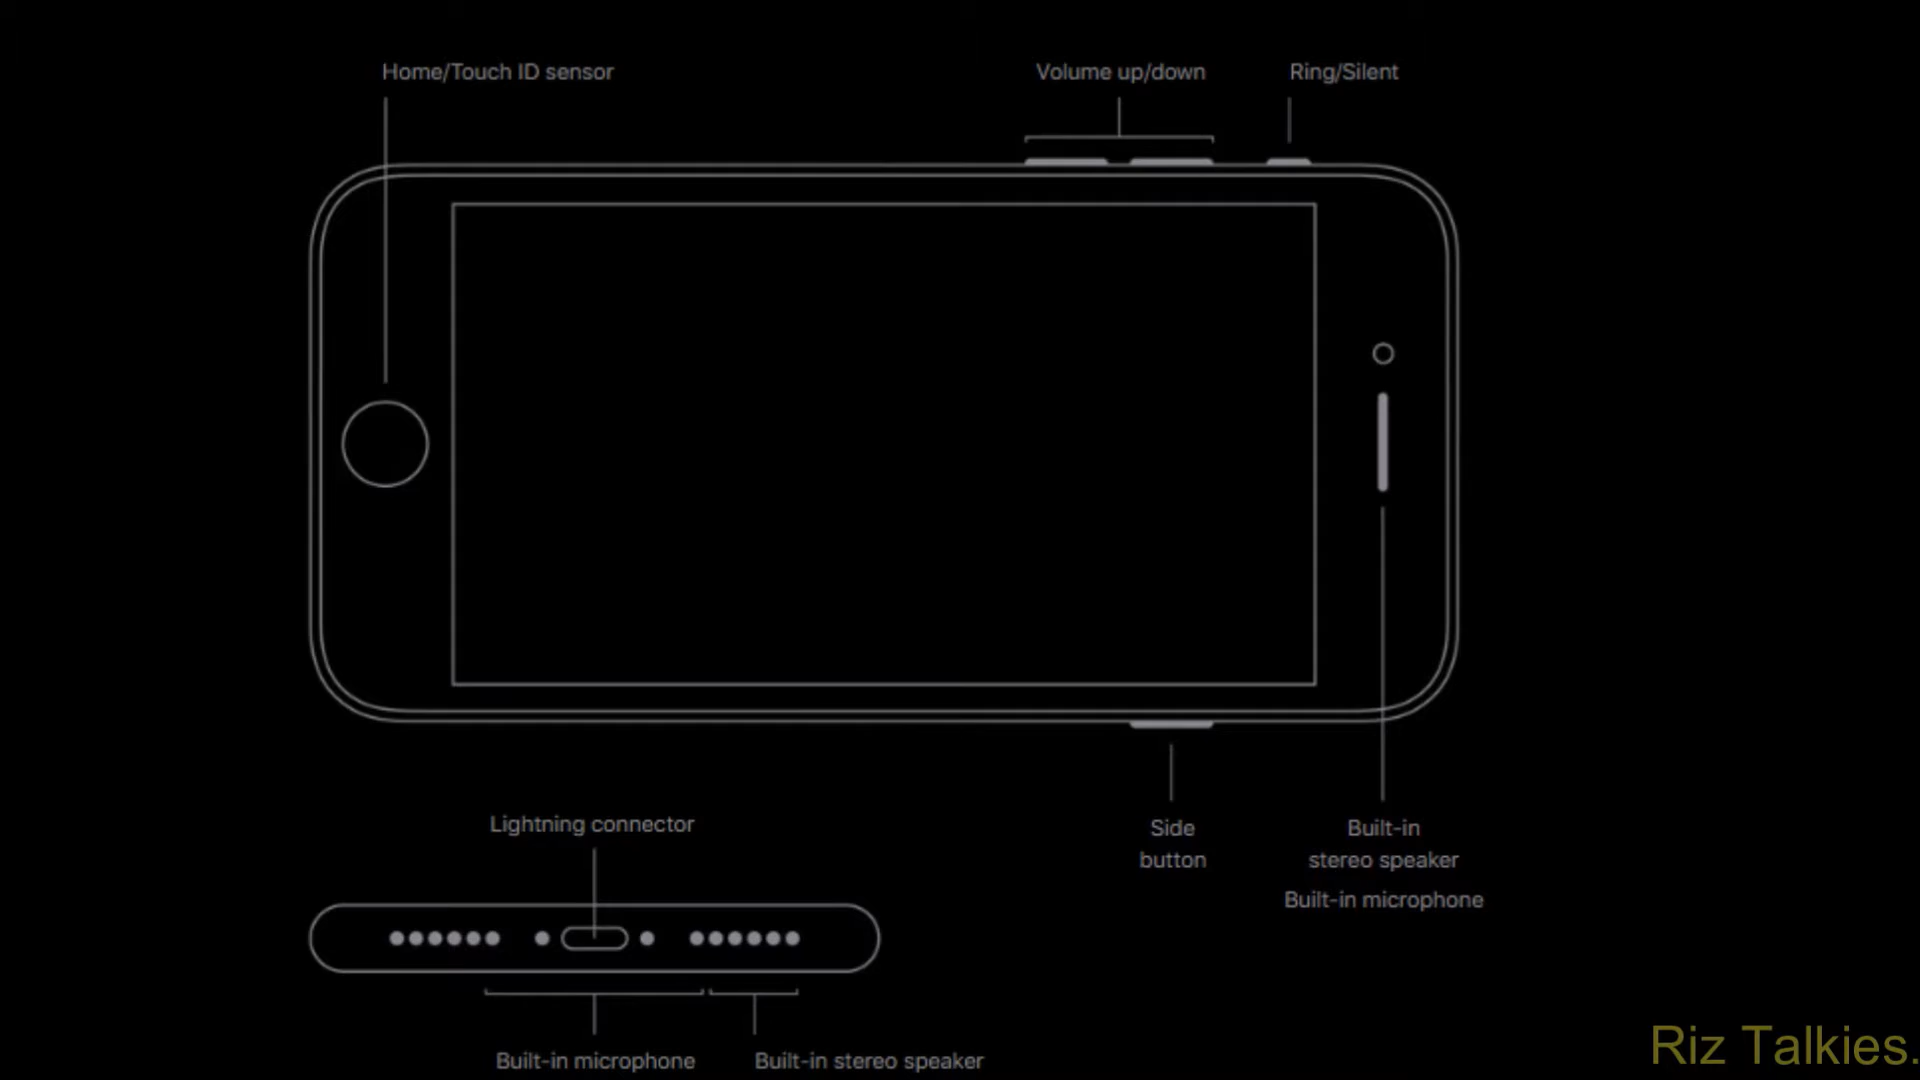 Home/Touch ID sensor
Volume up/down
Ring/Silent
Lightning connector
Side
button
Built-in
stereo speaker
Built-in microphone
Built-in microphone
Built-in stereo speaker
Riz Talkies.